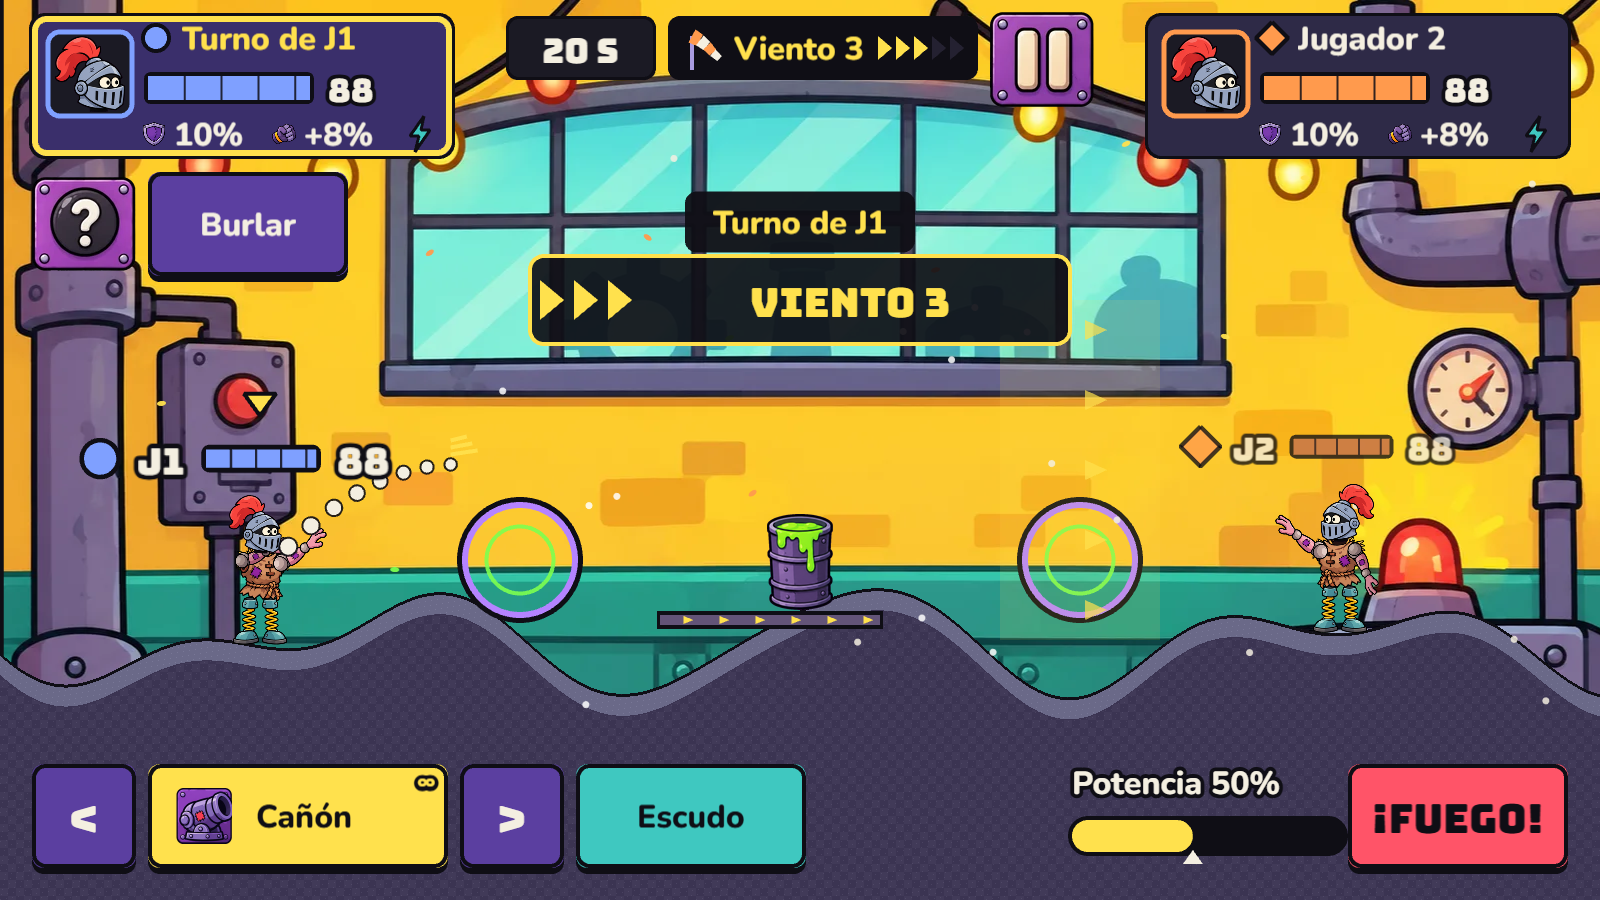 Turno de J1
88
10% +8%
20 S
Viento 3
Jugador 2
88
10% +8%
?
Burlar
Turno de J1
VIENTO 3
J1 88
J2 88
<
Cañón
∞
>
Escudo
Potencia 50%
¡FUEGO!